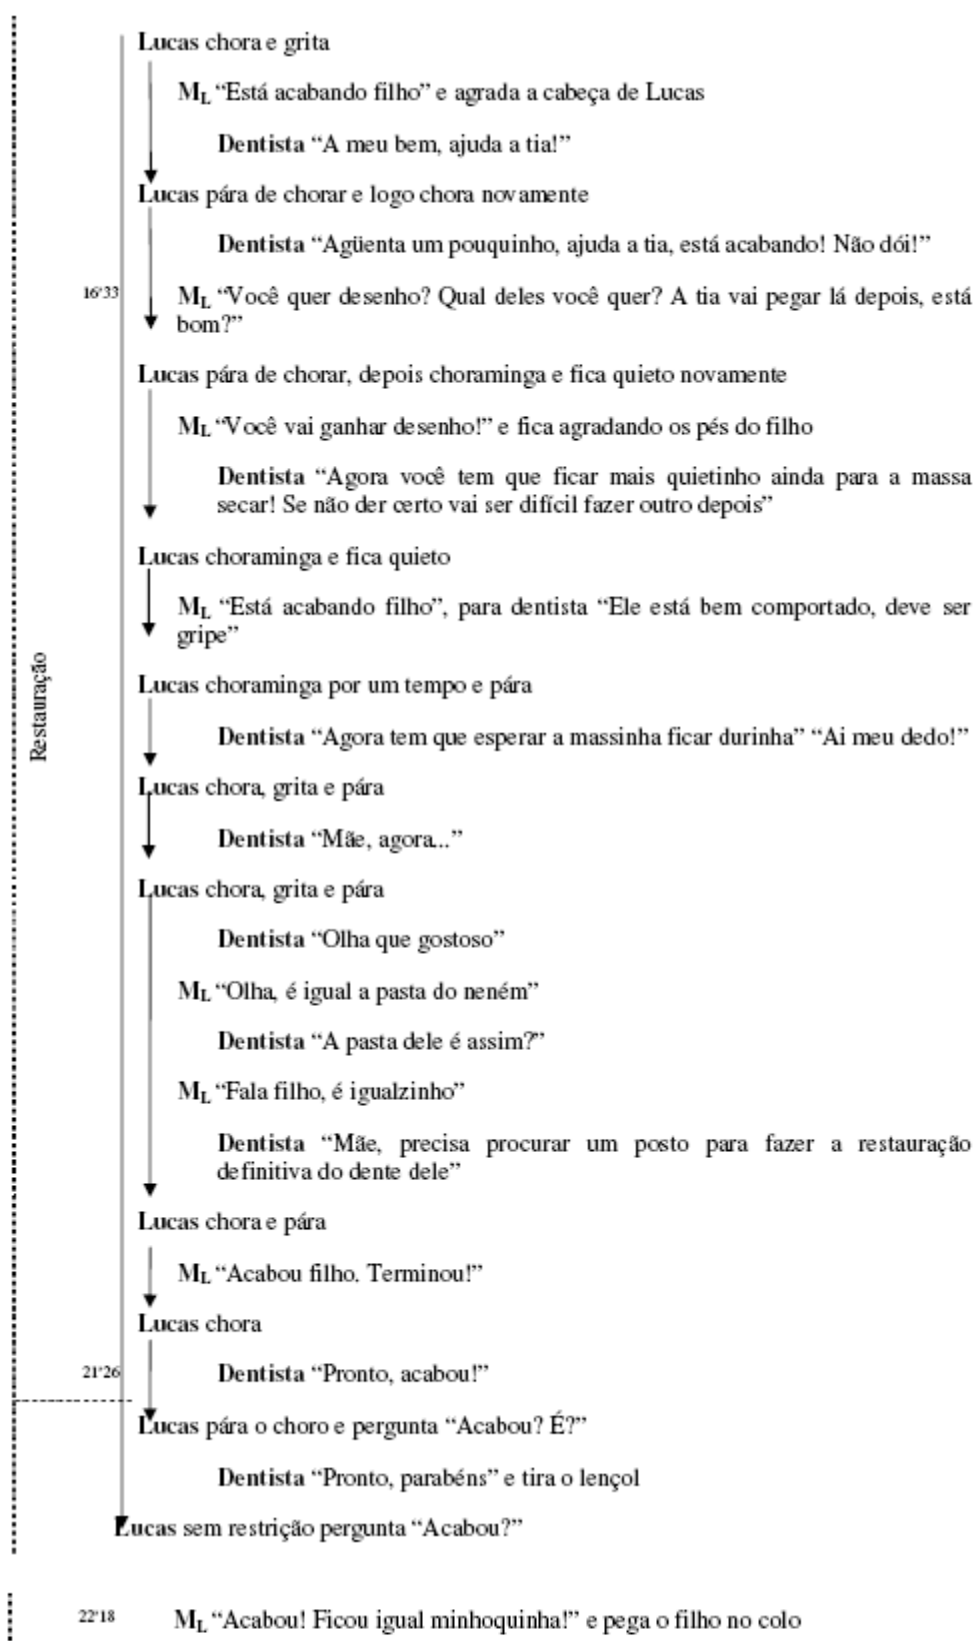 Lucas chora e grita
M_L “Está acabando filho” e agrada a cabeça de Lucas
Dentista “A meu bem, ajuda a tia!”
Lucas pára de chorar e logo chora novamente
Dentista “Agüenta um pouquinho, ajuda a tia, está acabando! Não dói!”
16’33
M_L “Você quer desenho? Qual deles você quer? A tia vai pegar lá depois, está
bom?”
Lucas pára de chorar, depois choraminga e fica quieto novamente
M_L “Você vai ganhar desenho!” e fica agradando os pés do filho
Dentista “Agora você tem que ficar mais quietinho ainda para a massa
secar! Se não der certo vai ser difícil fazer outro depois”
Lucas choraminga e fica quieto
M_L “Está acabando filho”, para dentista “Ele está bem comportado, deve ser
gripe”
Restauração
Lucas choraminga por um tempo e pára
Dentista “Agora tem que esperar a massinha ficar durinha” “Ai meu dedo!”
Lucas chora, grita e pára
Dentista “Mãe, agora...”
Lucas chora, grita e pára
Dentista “Olha que gostoso”
M_L “Olha, é igual a pasta do neném”
Dentista “A pasta dele é assim?”
M_L “Fala filho, é igualzinho”
Dentista “Mãe, precisa procurar um posto para fazer a restauração
definitiva do dente dele”
Lucas chora e pára
M_L “Acabou filho. Terminou!”
Lucas chora
21’26
Dentista “Pronto, acabou!”
Lucas pára o choro e pergunta “Acabou? É?”
Dentista “Pronto, parabéns” e tira o lençol
Lucas sem restrição pergunta “Acabou?”
22’18
M_L “Acabou! Ficou igual minhoquinha!” e pega o filho no colo